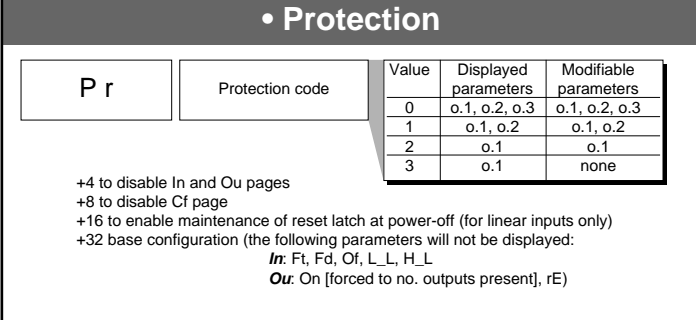 • Protection
P r
Protection code
Value Displayed parameters Modifiable parameters
0 o.1, o.2, o.3 o.1, o.2, o.3
1 o.1, o.2 o.1, o.2
2 o.1 o.1
3 o.1 none
+4 to disable In and Ou pages
+8 to disable Cf page
+16 to enable maintenance of reset latch at power-off (for linear inputs only)
+32 base configuration (the following parameters will not be displayed:
In: Ft, Fd, Of, L_L, H_L
Ou: On [forced to no. outputs present], rE)